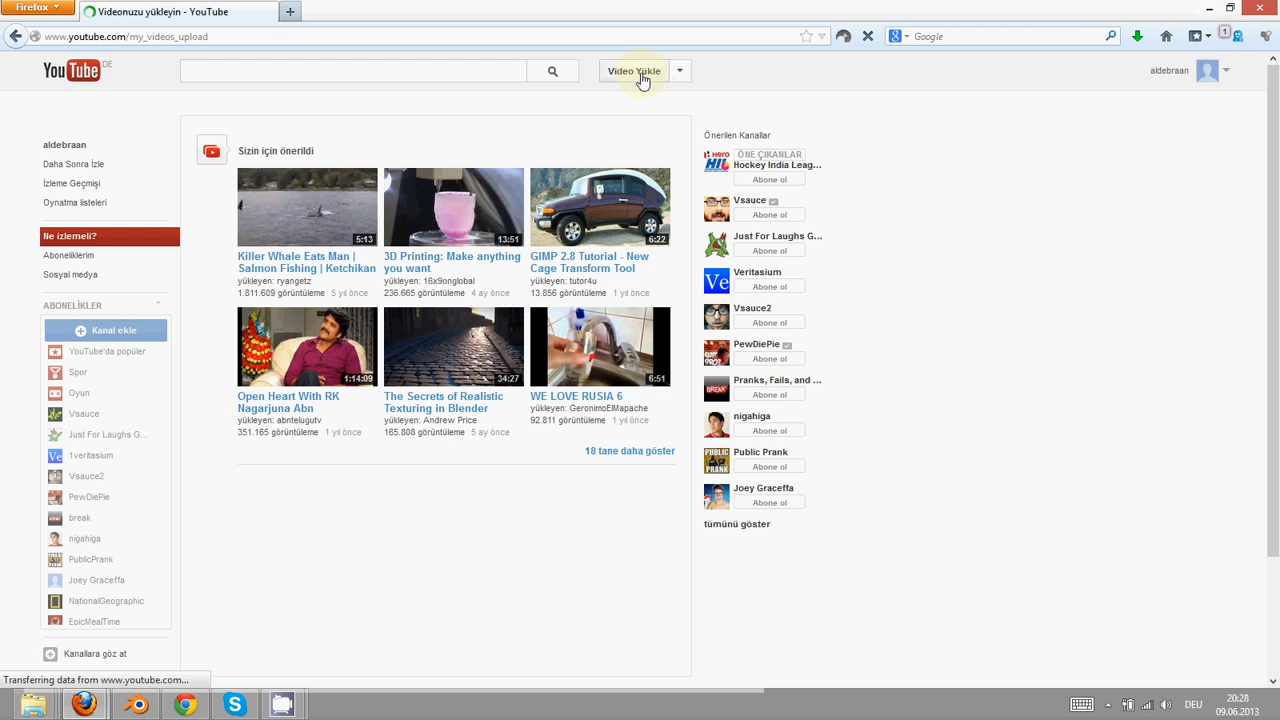 Firefox
Videonuzu yükleyin - YouTube
www.youtube.com/my_videos_upload
Google
1
YouTube DE
Video Yükle
aldebraan
aldebraan
Daha Sonra İzle
İzleme Geçmişi
Oynatma listeleri
Ne izlemeli?
Aboneliklerim
Sosyal medya
ABONELİKLER
Kanal ekle
YouTube'da popüler
Spor
Oyun
Vsauce
Just For Laughs G...
1veritasium
Vsauce2
PewDiePie
break
nigahiga
PublicPrank
Joey Graceffa
NationalGeographic
EpicMealTime
Kanallara göz at
Sizin için önerildi
5:13
Killer Whale Eats Man |
Salmon Fishing | Ketchikan
yükleyen: ryangetz
1.811.609 görüntüleme 5 yıl önce
13:51
3D Printing: Make anything
you want
yükleyen: 16x9onglobal
236.665 görüntüleme 4 ay önce
6:22
GIMP 2.8 Tutorial - New
Cage Transform Tool
yükleyen: tutor4u
13.856 görüntüleme 1 yıl önce
1:14:09
Open Heart With RK
Nagarjuna Abn
yükleyen: abntelugutv
351.165 görüntüleme 1 yıl önce
34:27
The Secrets of Realistic
Texturing in Blender
yükleyen: Andrew Price
165.808 görüntüleme 5 ay önce
6:51
WE LOVE RUSIA 6
yükleyen: GeronimoElMapache
92.811 görüntüleme 1 yıl önce
18 tane daha göster
Önerilen Kanallar
Hero
HIL
ÖNE ÇIKANLAR
Hockey India Leag...
Abone ol
Vsauce
Abone ol
Just For Laughs G...
Abone ol
Ve
Veritasium
Abone ol
Vsauce2
Abone ol
PewDiePie
Abone ol
BREAK
Pranks, Fails, and ...
Abone ol
nigahiga
Abone ol
PUBLIC
PRANK
Public Prank
Abone ol
Joey Graceffa
Abone ol
tümünü göster
Transferring data from www.youtube.com...
DEU
20:28
09.06.2013